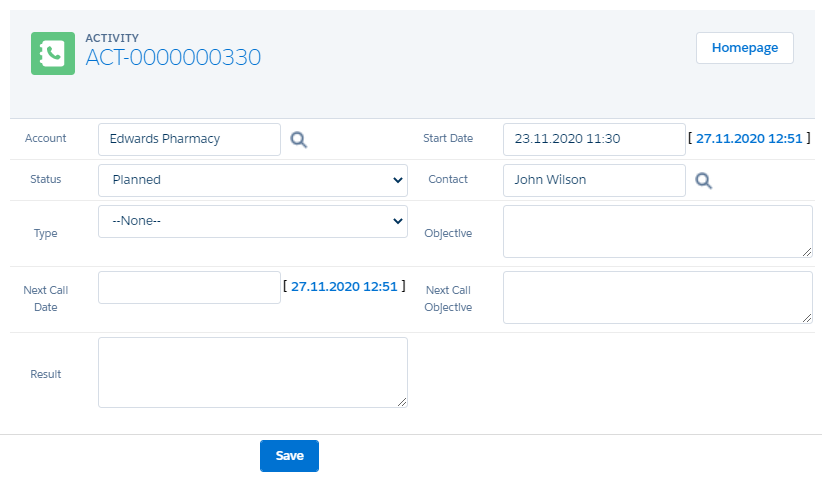 ACTIVITY
ACT-0000000330
Homepage
Account
Edwards Pharmacy
Start Date
23.11.2020 11:30
[ 27.11.2020 12:51 ]
Status
Planned
Contact
John Wilson
Type
--None--
Objective
Next Call
Date
[ 27.11.2020 12:51 ]
Next Call
Objective
Result
Save